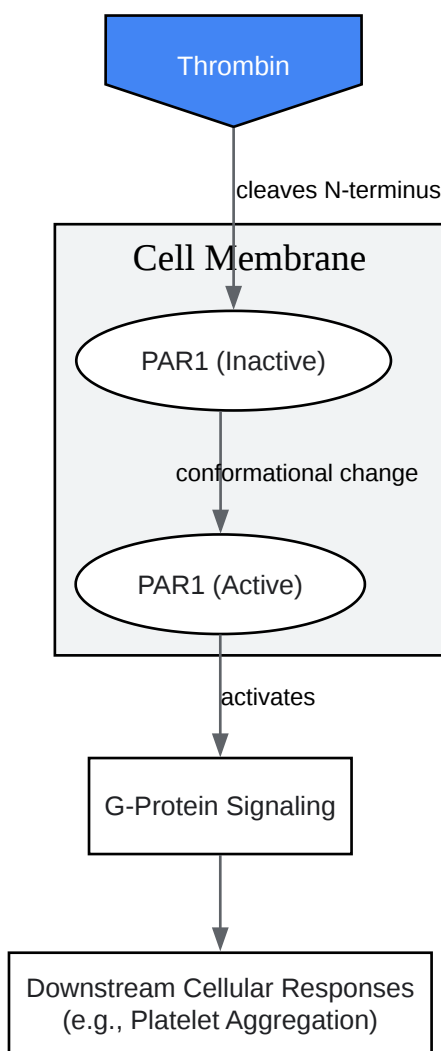 Thrombin
cleaves N-terminus
Cell Membrane
PAR1 (Inactive)
conformational change
PAR1 (Active)
activates
G-Protein Signaling
Downstream Cellular Responses
(e.g., Platelet Aggregation)